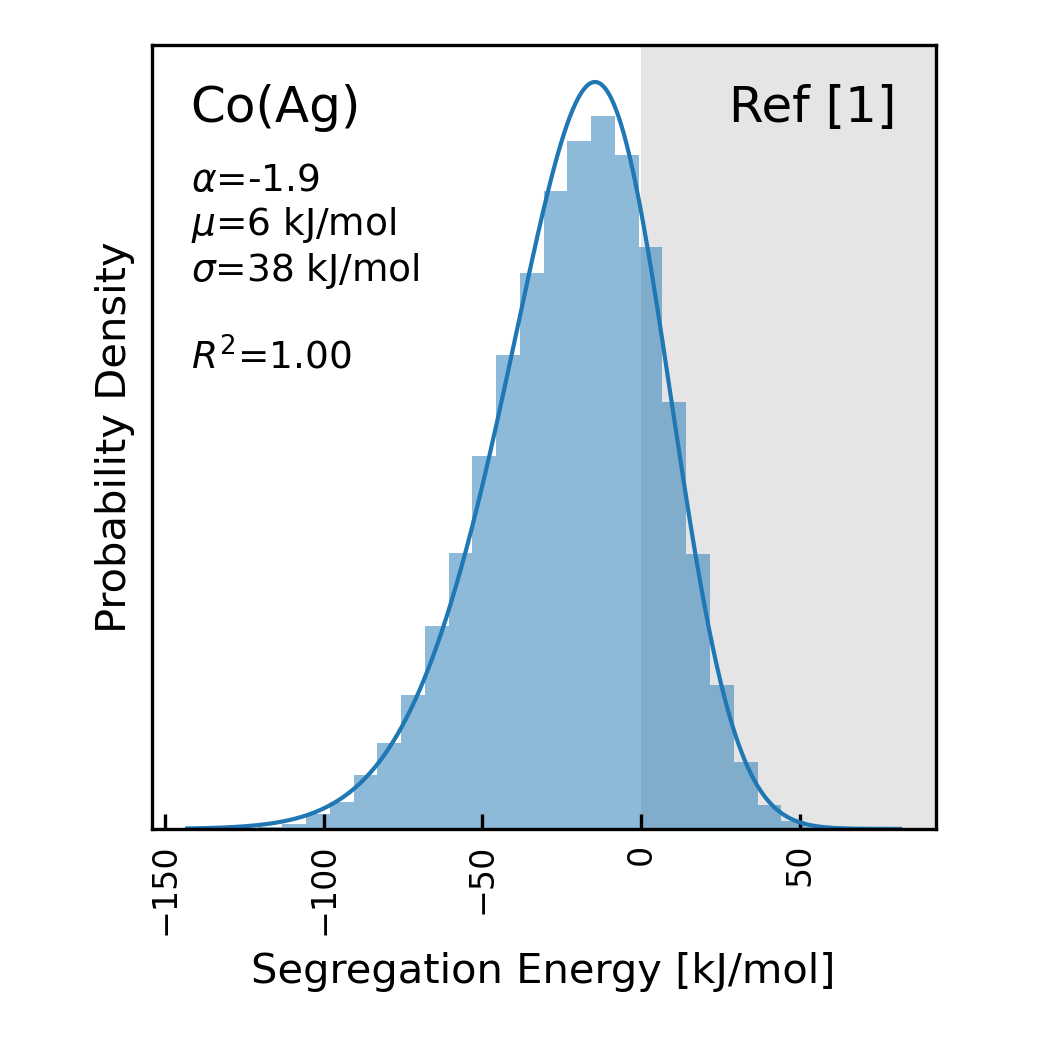 Co(Ag)
Ref [1]
α=-1.9
μ=6 kJ/mol
σ=38 kJ/mol
R²=1.00
Probability Density
−150
−100
−50
0
50
Segregation Energy [kJ/mol]